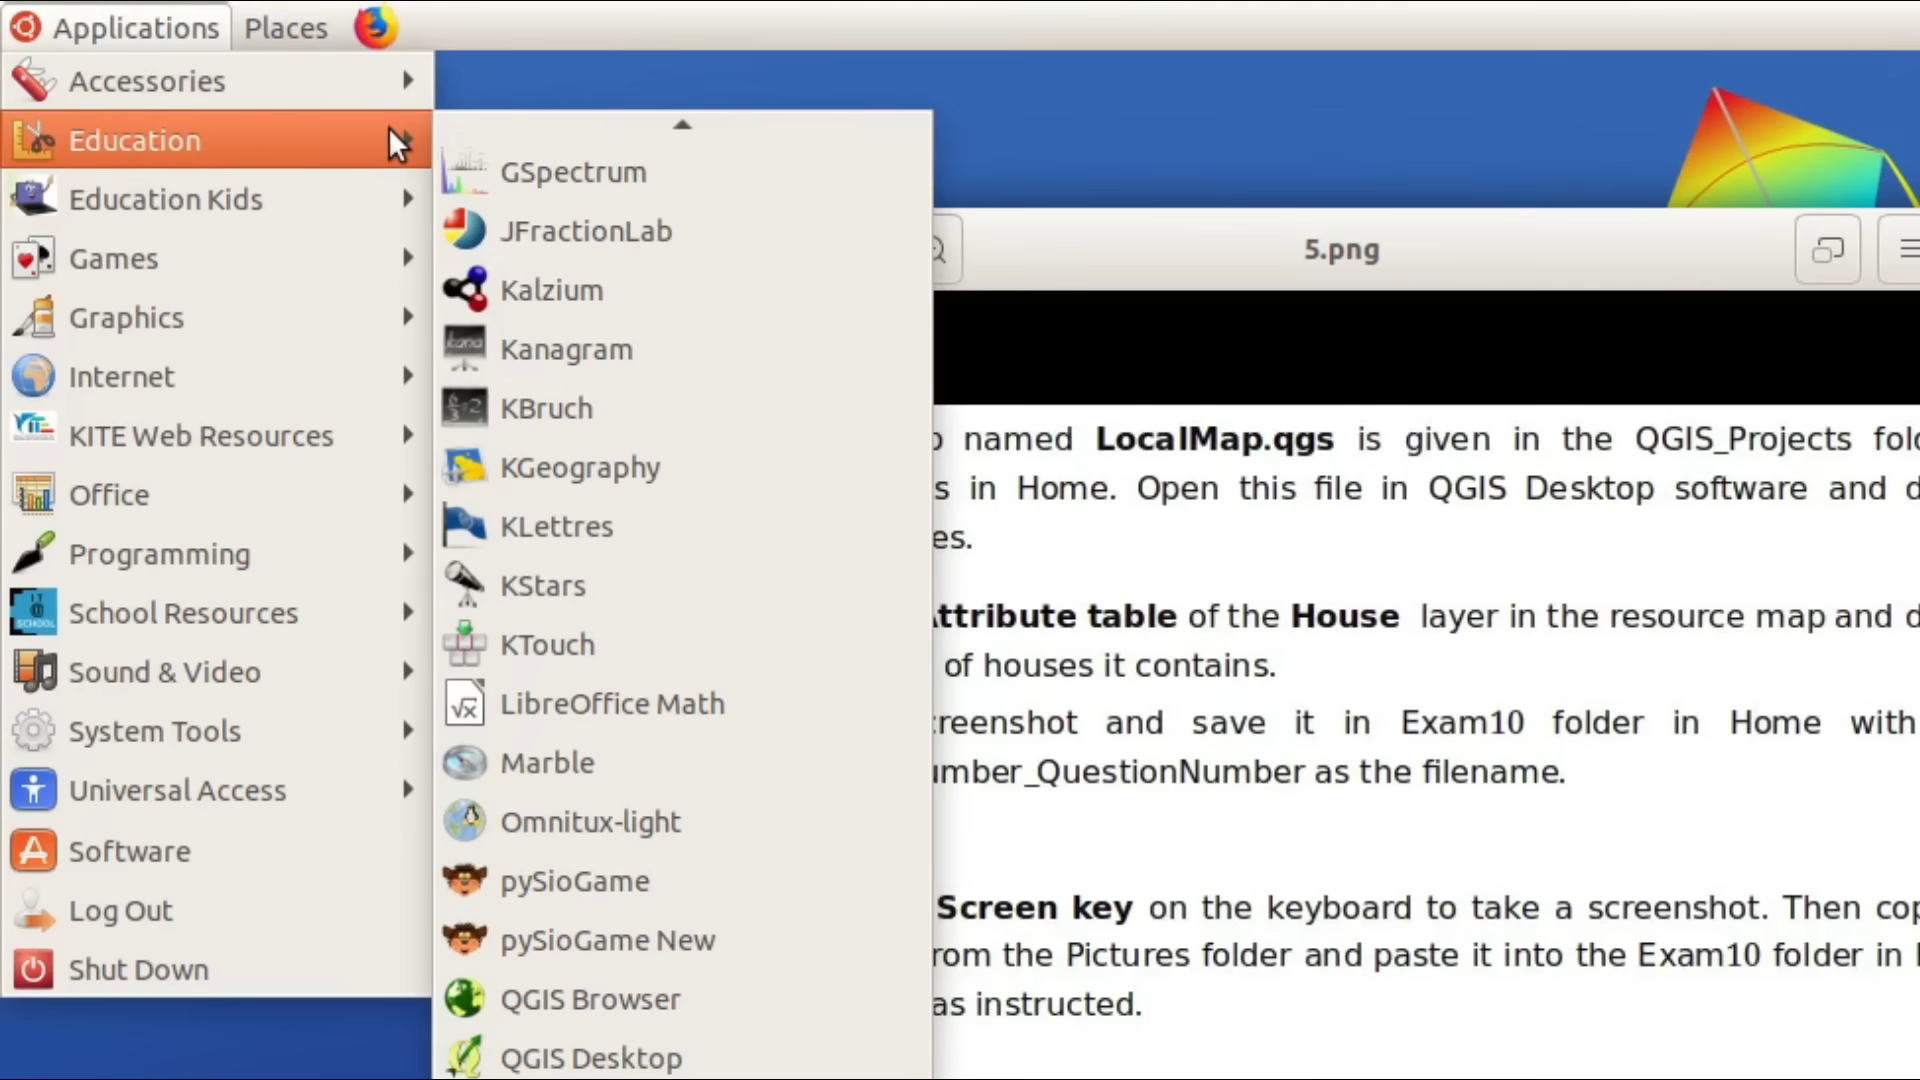 Applications Places
Accessories
Education
Education Kids
Games
Graphics
Internet
KITE Web Resources
Office
Programming
School Resources
Sound & Video
System Tools
Universal Access
Software
Log Out
Shut Down
GSpectrum
JFractionLab
Kalzium
Kanagram
KBruch
KGeography
KLettres
KStars
KTouch
LibreOffice Math
Marble
Omnitux-light
pySioGame
pySioGame New
QGIS Browser
QGIS Desktop
5.png
named LocalMap.qgs is given in the QGIS_Projects
s in Home. Open this file in QGIS Desktop software and d
es.
Attribute table of the House layer in the resource map and d
of houses it contains.
creenshot and save it in Exam10 folder in Home with
umber_QuestionNumber as the filename.
Screen key on the keyboard to take a screenshot. Then cop
rom the Pictures folder and paste it into the Exam10 folder in
as instructed.